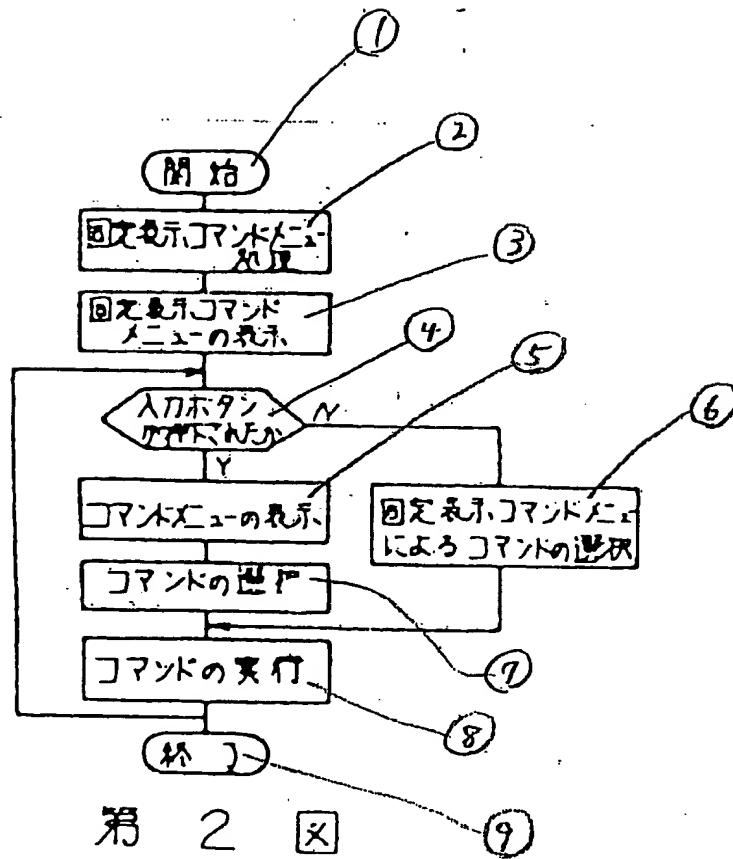 ①
②
開始
固定表示コマンドメニュー
処理
③
固定表示コマンド
メニューの表示
④
⑤
入力ボタン
が押下されたか
N
⑥
Y
コマンドメニューの表示
固定表示コマンドメニュー
によるコマンドの選択
コマンドの選択
コマンドの実行
⑦
⑧
終
⑨
第 2 図